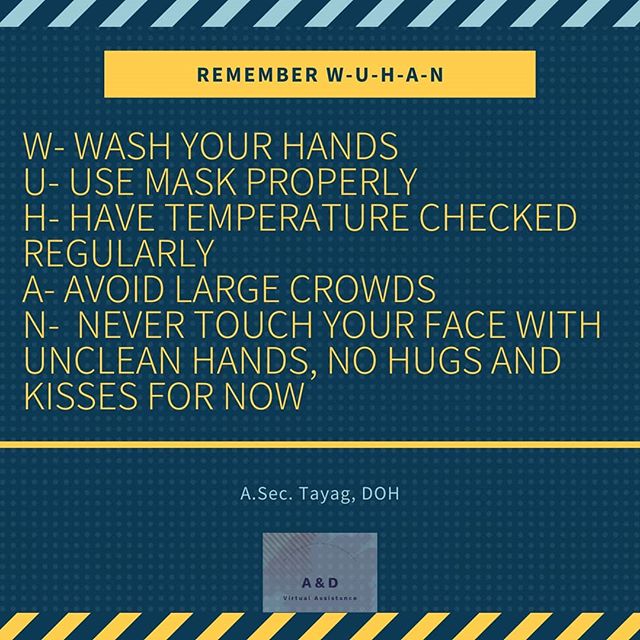 REMEMBER W-U-H-A-N
W- WASH YOUR HANDS
U- USE MASK PROPERLY
H- HAVE TEMPERATURE CHECKED
REGULARLY
A- AVOID LARGE CROWDS
N-  NEVER TOUCH YOUR FACE WITH
UNCLEAN HANDS, NO HUGS AND
KISSES FOR NOW
A.Sec. Tayag, DOH
A & D
Virtual Assistance